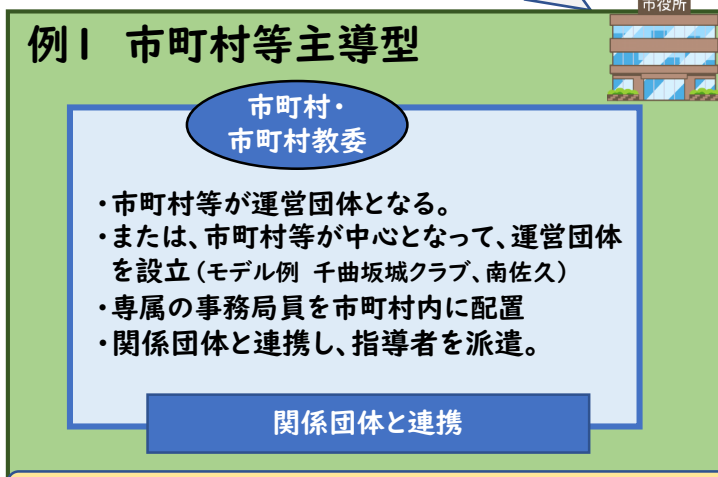 市役所
例1 市町村等主導型
市町村・
市町村教委
・市町村等が運営団体となる。
・または、市町村等が中心となって、運営団体
を設立(モデル例 千曲坂城クラブ、南佐久)
・専属の事務局員を市町村内に配置
・関係団体と連携し、指導者を派遣。
関係団体と連携